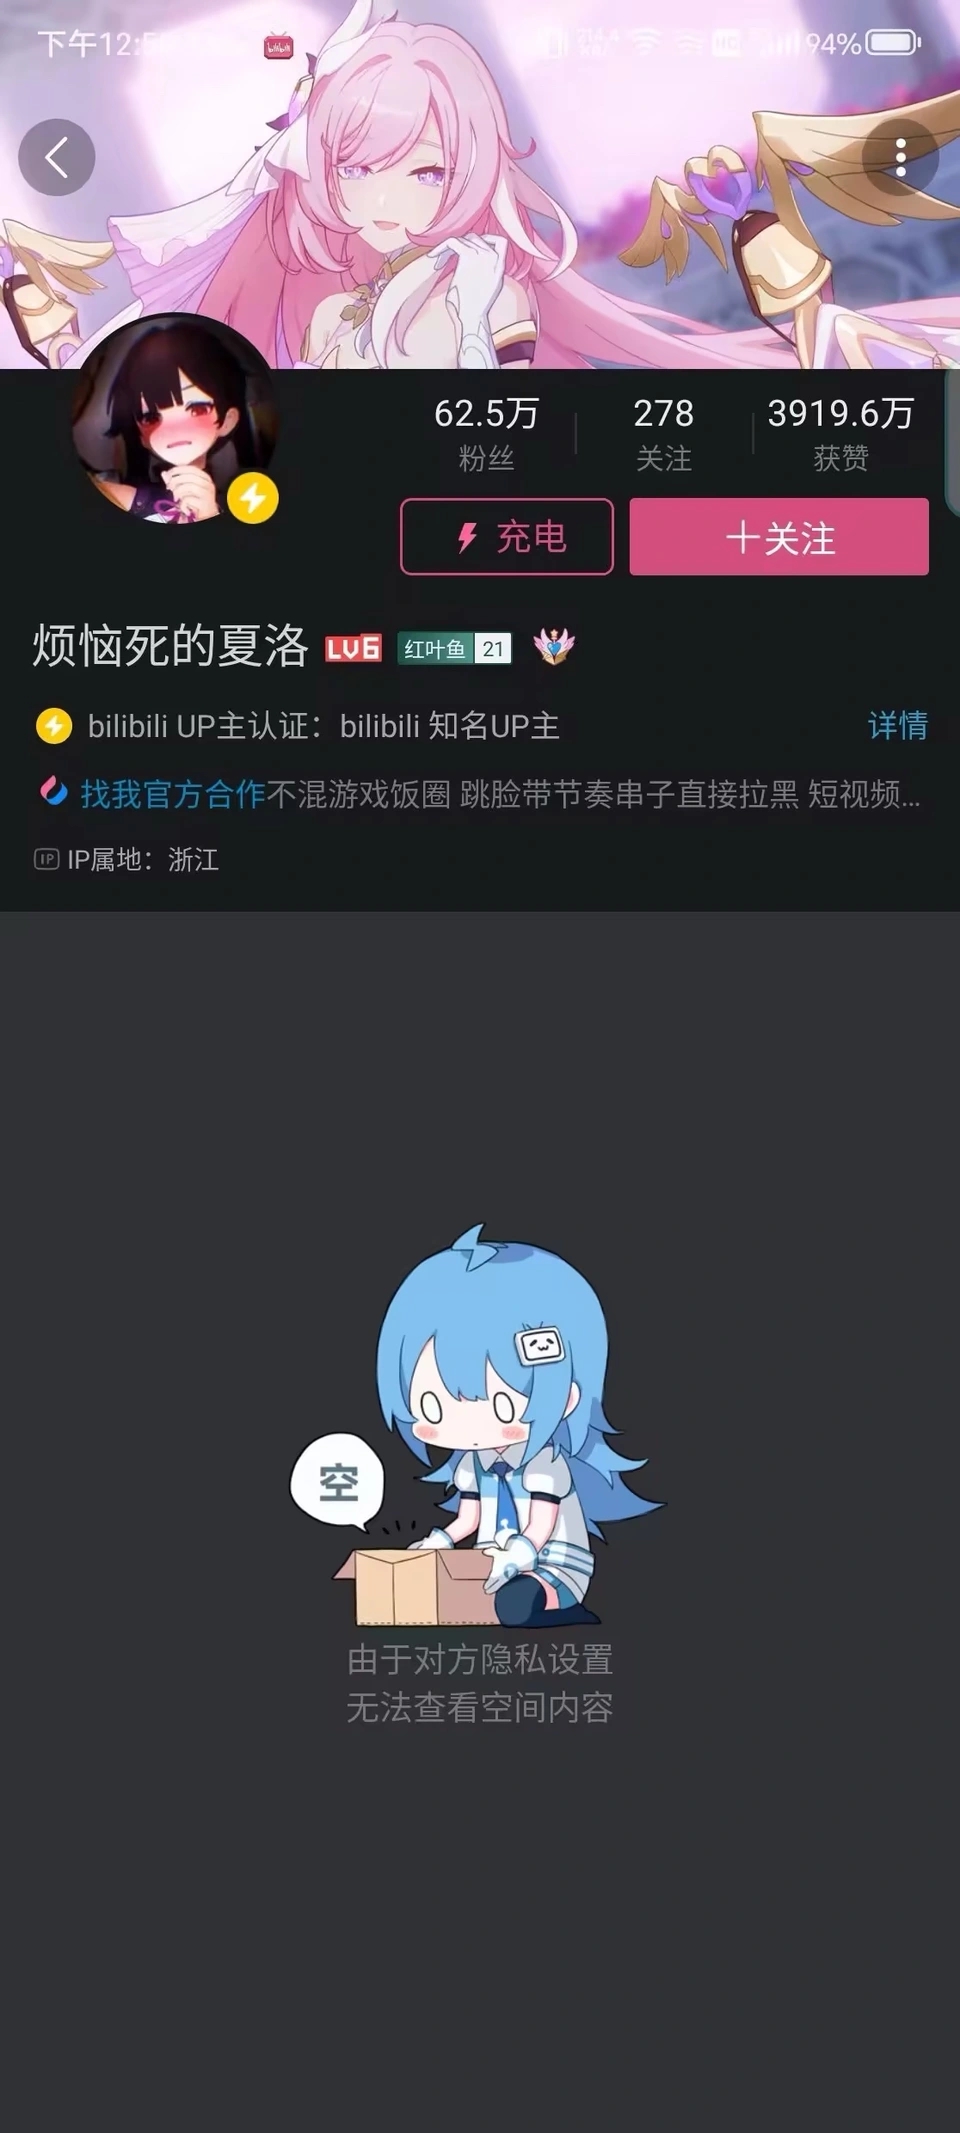 下午12:5
94%
62.5万
278
3919.6万
粉丝
关注
获赞
充电
十关注
烦恼死的夏洛
LV6
红叶鱼 21
bilibili UP主认证：bilibili 知名UP主
详情
找我官方合作不混游戏饭圈 跳脸带节奏串子直接拉黑 短视频...
IP IP属地：浙江
空
由于对方隐私设置
无法查看空间内容